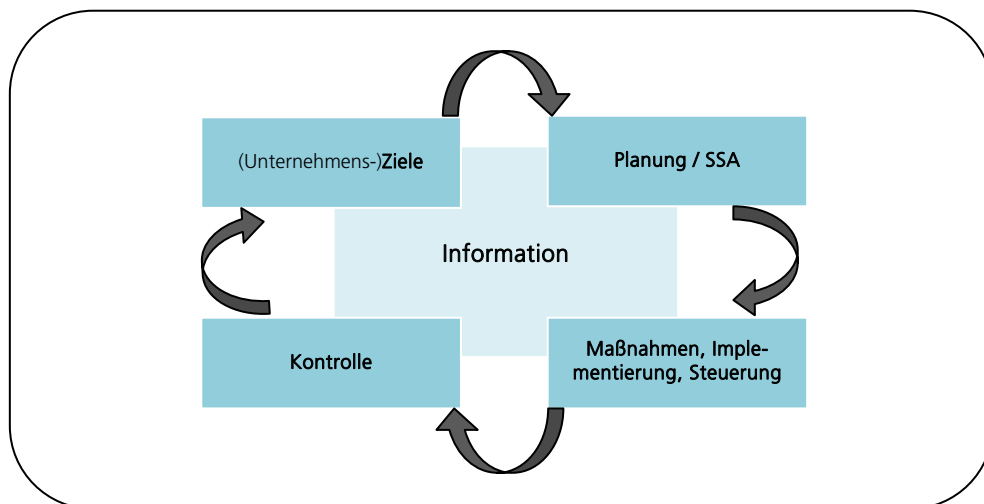 (Unternehmens-)Ziele
Planung / SSA
Information
Kontrolle
Maßnahmen, Imple-
mentierung, Steuerung